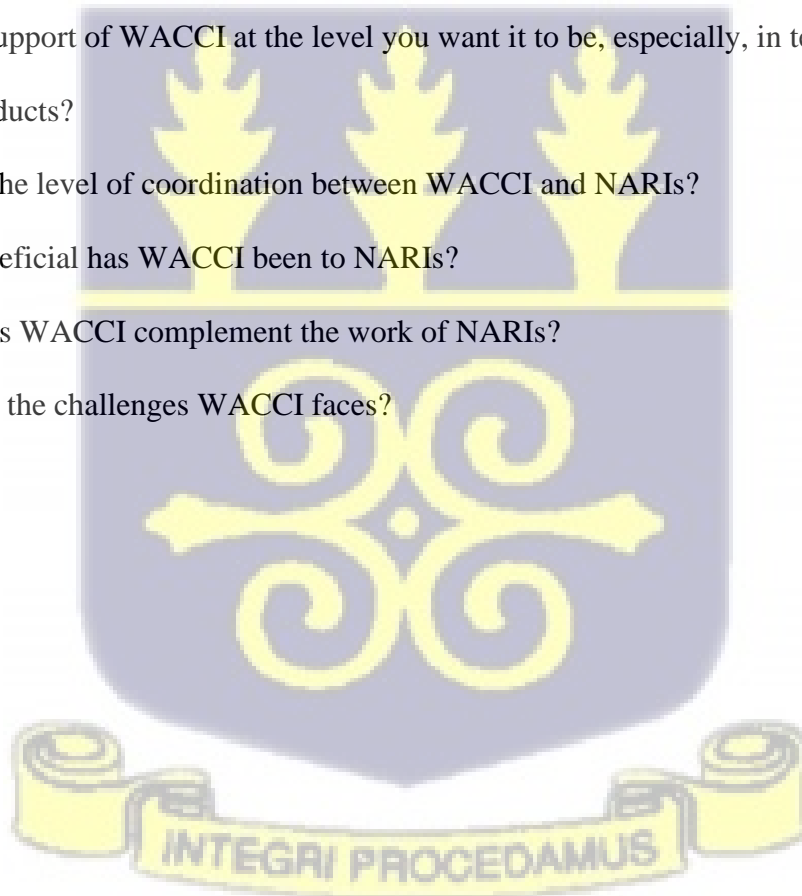 upport of WACCI at the level you want it to be, especially, in te
ducts?
he level of coordination between WACCI and NARIs?
eficial has WACCI been to NARIs?
s WACCI complement the work of NARIs?
the challenges WACCI faces?
INTEGRI PROCEDAMUS